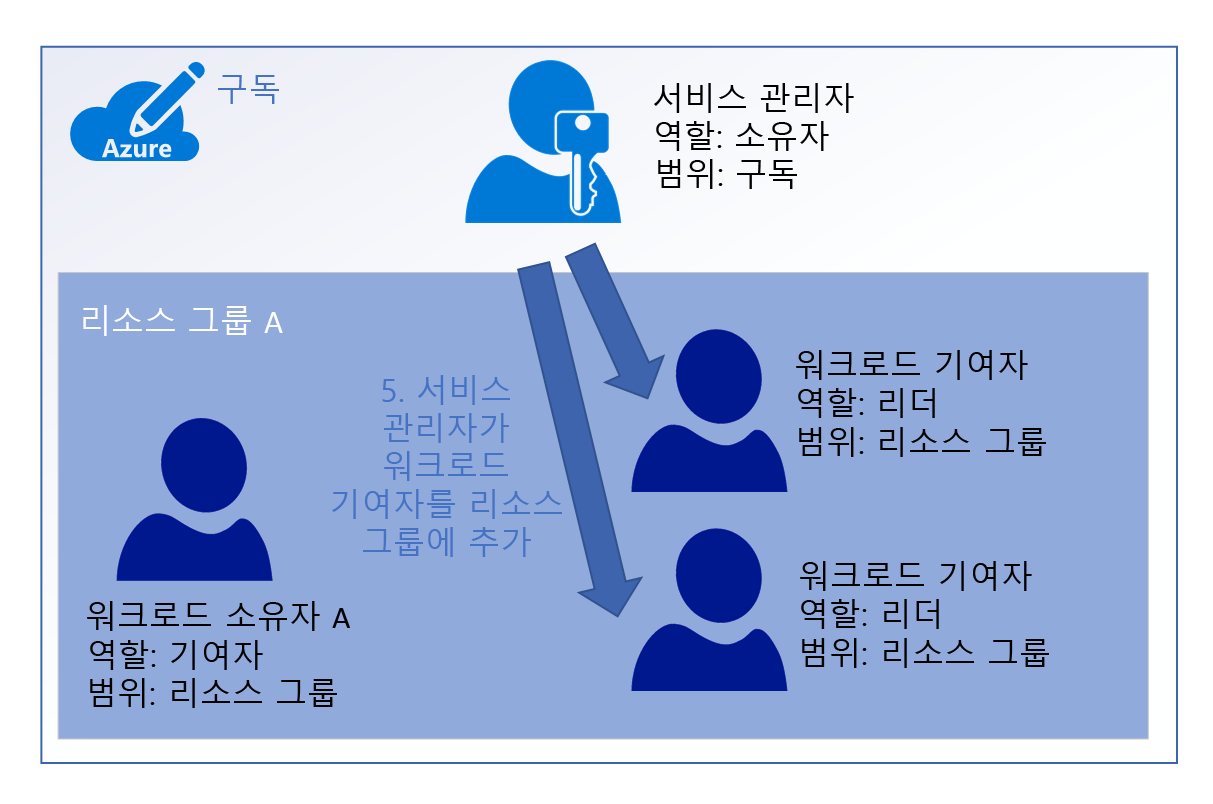 Azure
구독
서비스 관리자
역할: 소유자
범위: 구독
리소스 그룹 A
5. 서비스
관리자가
워크로드
기여자를 리소스
그룹에 추가
워크로드 기여자
역할: 리더
범위: 리소스 그룹
워크로드 소유자 A
역할: 기여자
범위: 리소스 그룹
워크로드 기여자
역할: 리더
범위: 리소스 그룹